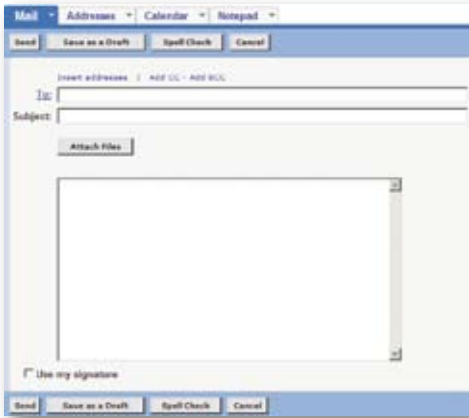 Mail Addresses Calendar Notepad
Send Save as a Draft Spell Check Cancel
Insert addresses | Add CC - Add BCC
To:
Subject:
Attach Files
Use my signature
Send Save as a Draft Spell Check Cancel